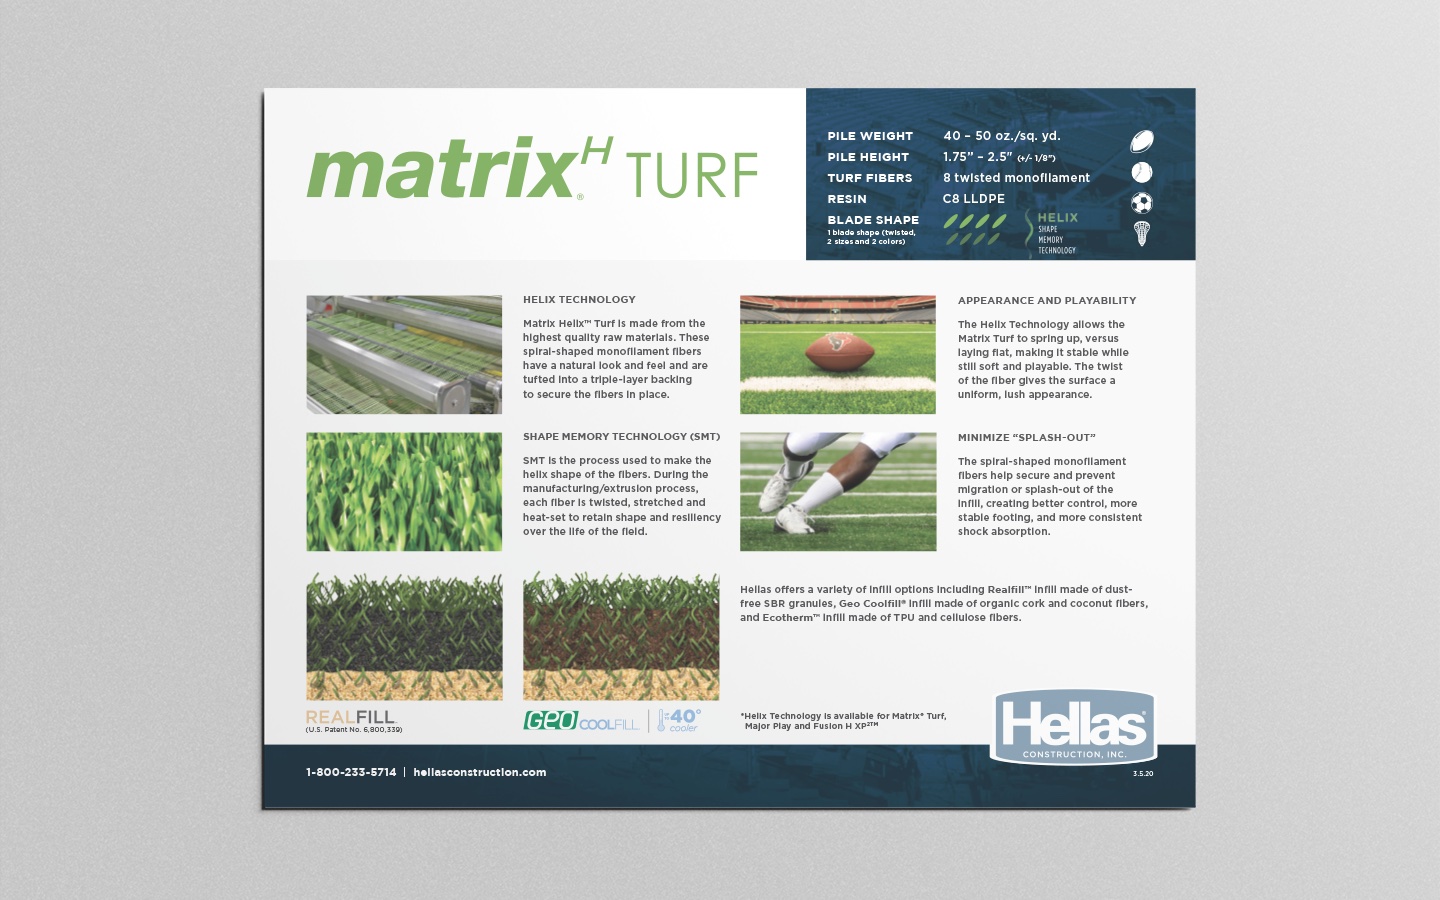 matrix® H TURF
PILE WEIGHT 40 – 50 oz./sq. yd.
PILE HEIGHT 1.75” – 2.5” (+/- 1/8”)
TURF FIBERS 8 twisted monofilament
RESIN C8 LLDPE
BLADE SHAPE
1 blade shape (twisted,
2 sizes and 2 colors)
HELIX
SHAPE
MEMORY
TECHNOLOGY
HELIX TECHNOLOGY
Matrix Helix™ Turf is made from the
highest quality raw materials. These
spiral-shaped monofilament fibers
have a natural look and feel and are
tufted into a triple-layer backing
to secure the fibers in place.
APPEARANCE AND PLAYABILITY
The Helix Technology allows the
Matrix Turf to spring up, versus
laying flat, making it stable while
still soft and playable. The twist
of the fiber gives the surface a
uniform, lush appearance.
SHAPE MEMORY TECHNOLOGY (SMT)
SMT is the process used to make the
helix shape of the fibers. During the
manufacturing/extrusion process,
each fiber is twisted, stretched and
heat-set to retain shape and resiliency
over the life of the field.
MINIMIZE “SPLASH-OUT”
The spiral-shaped monofilament
fibers help secure and prevent
migration or splash-out of the
infill, creating better control, more
stable footing, and more consistent
shock absorption.
Hellas offers a variety of infill options including Realfill™ infill made of dust-
free SBR granules, Geo Coolfill® infill made of organic cork and coconut fibers,
and Ecotherm™ infill made of TPU and cellulose fibers.
REALFILL
(U.S. Patent No. 6,800,339)
GEO COOLFILL 40° cooler
*Helix Technology is available for Matrix® Turf,
Major Play and Fusion H XP²™
Hellas
CONSTRUCTION, INC.
1-800-233-5714 | hellasconstruction.com
3.5.20